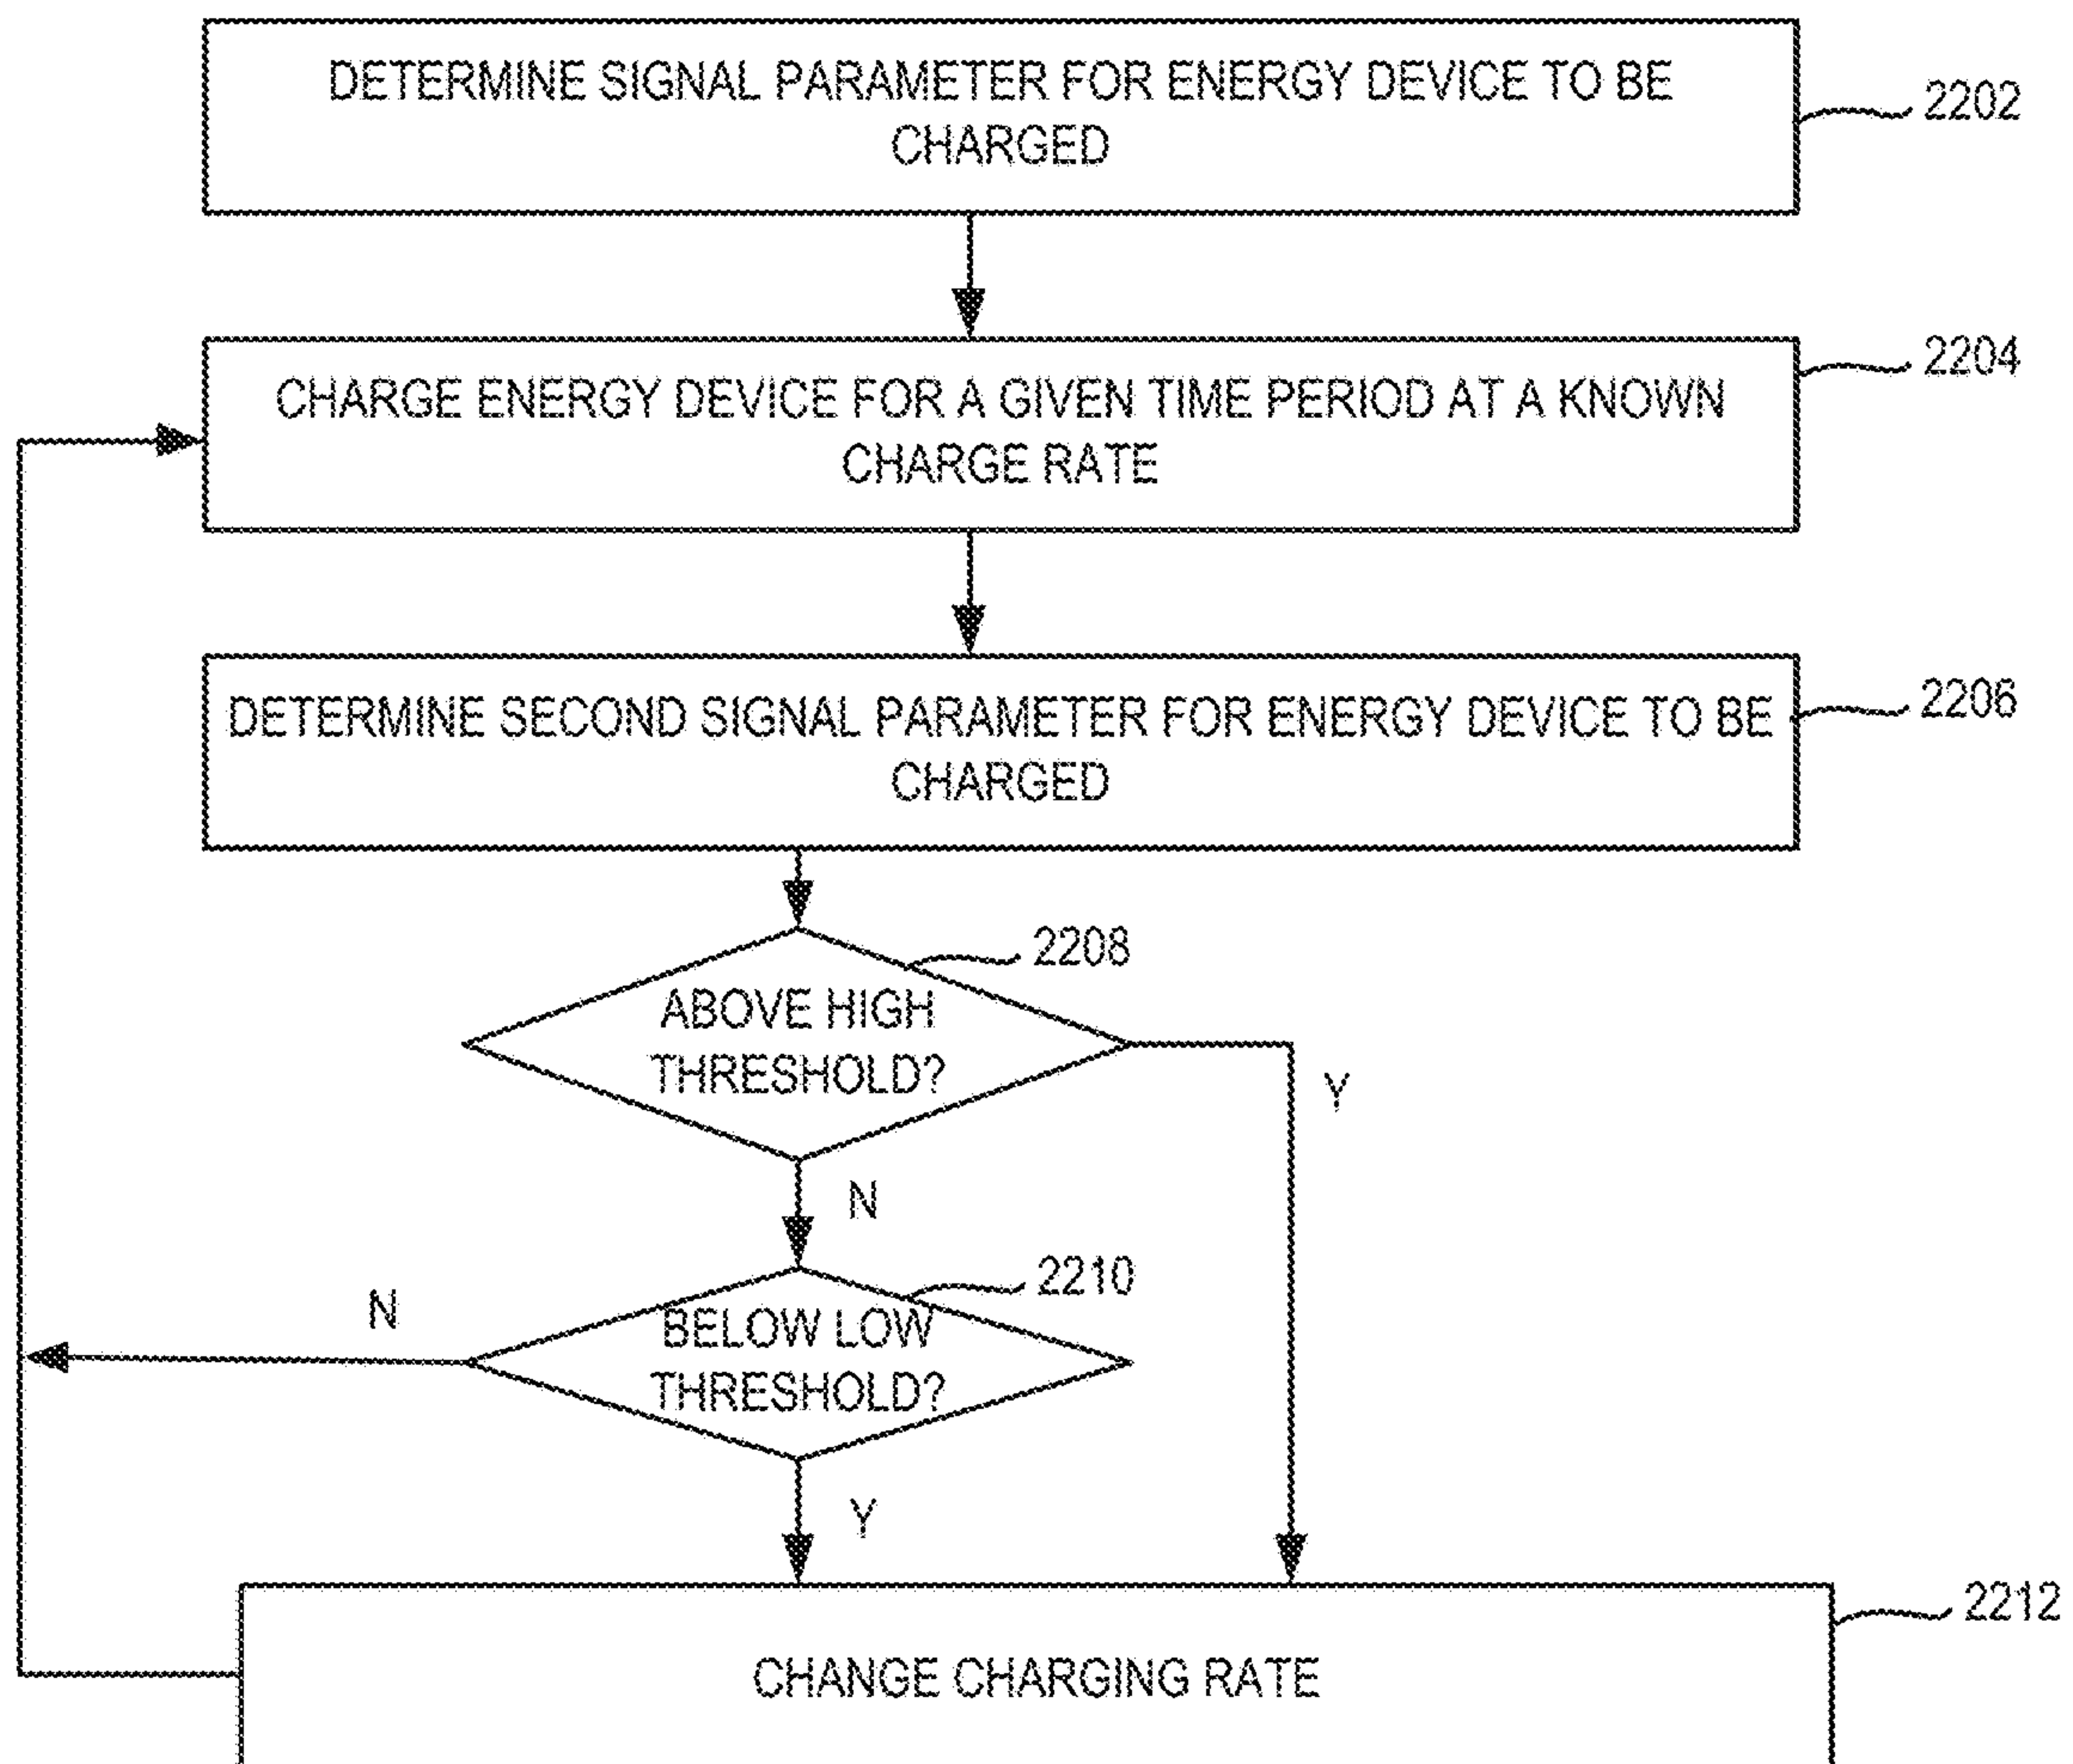 DETERMINE SIGNAL PARAMETER FOR ENERGY DEVICE TO BE
CHARGED
2202
CHARGE ENERGY DEVICE FOR A GIVEN TIME PERIOD AT A KNOWN
CHARGE RATE
2204
DETERMINE SECOND SIGNAL PARAMETER FOR ENERGY DEVICE TO BE
CHARGED
2206
2208
ABOVE HIGH
THRESHOLD?
Y
N
2210
N
BELOW LOW
THRESHOLD?
Y
2212
CHANGE CHARGING RATE